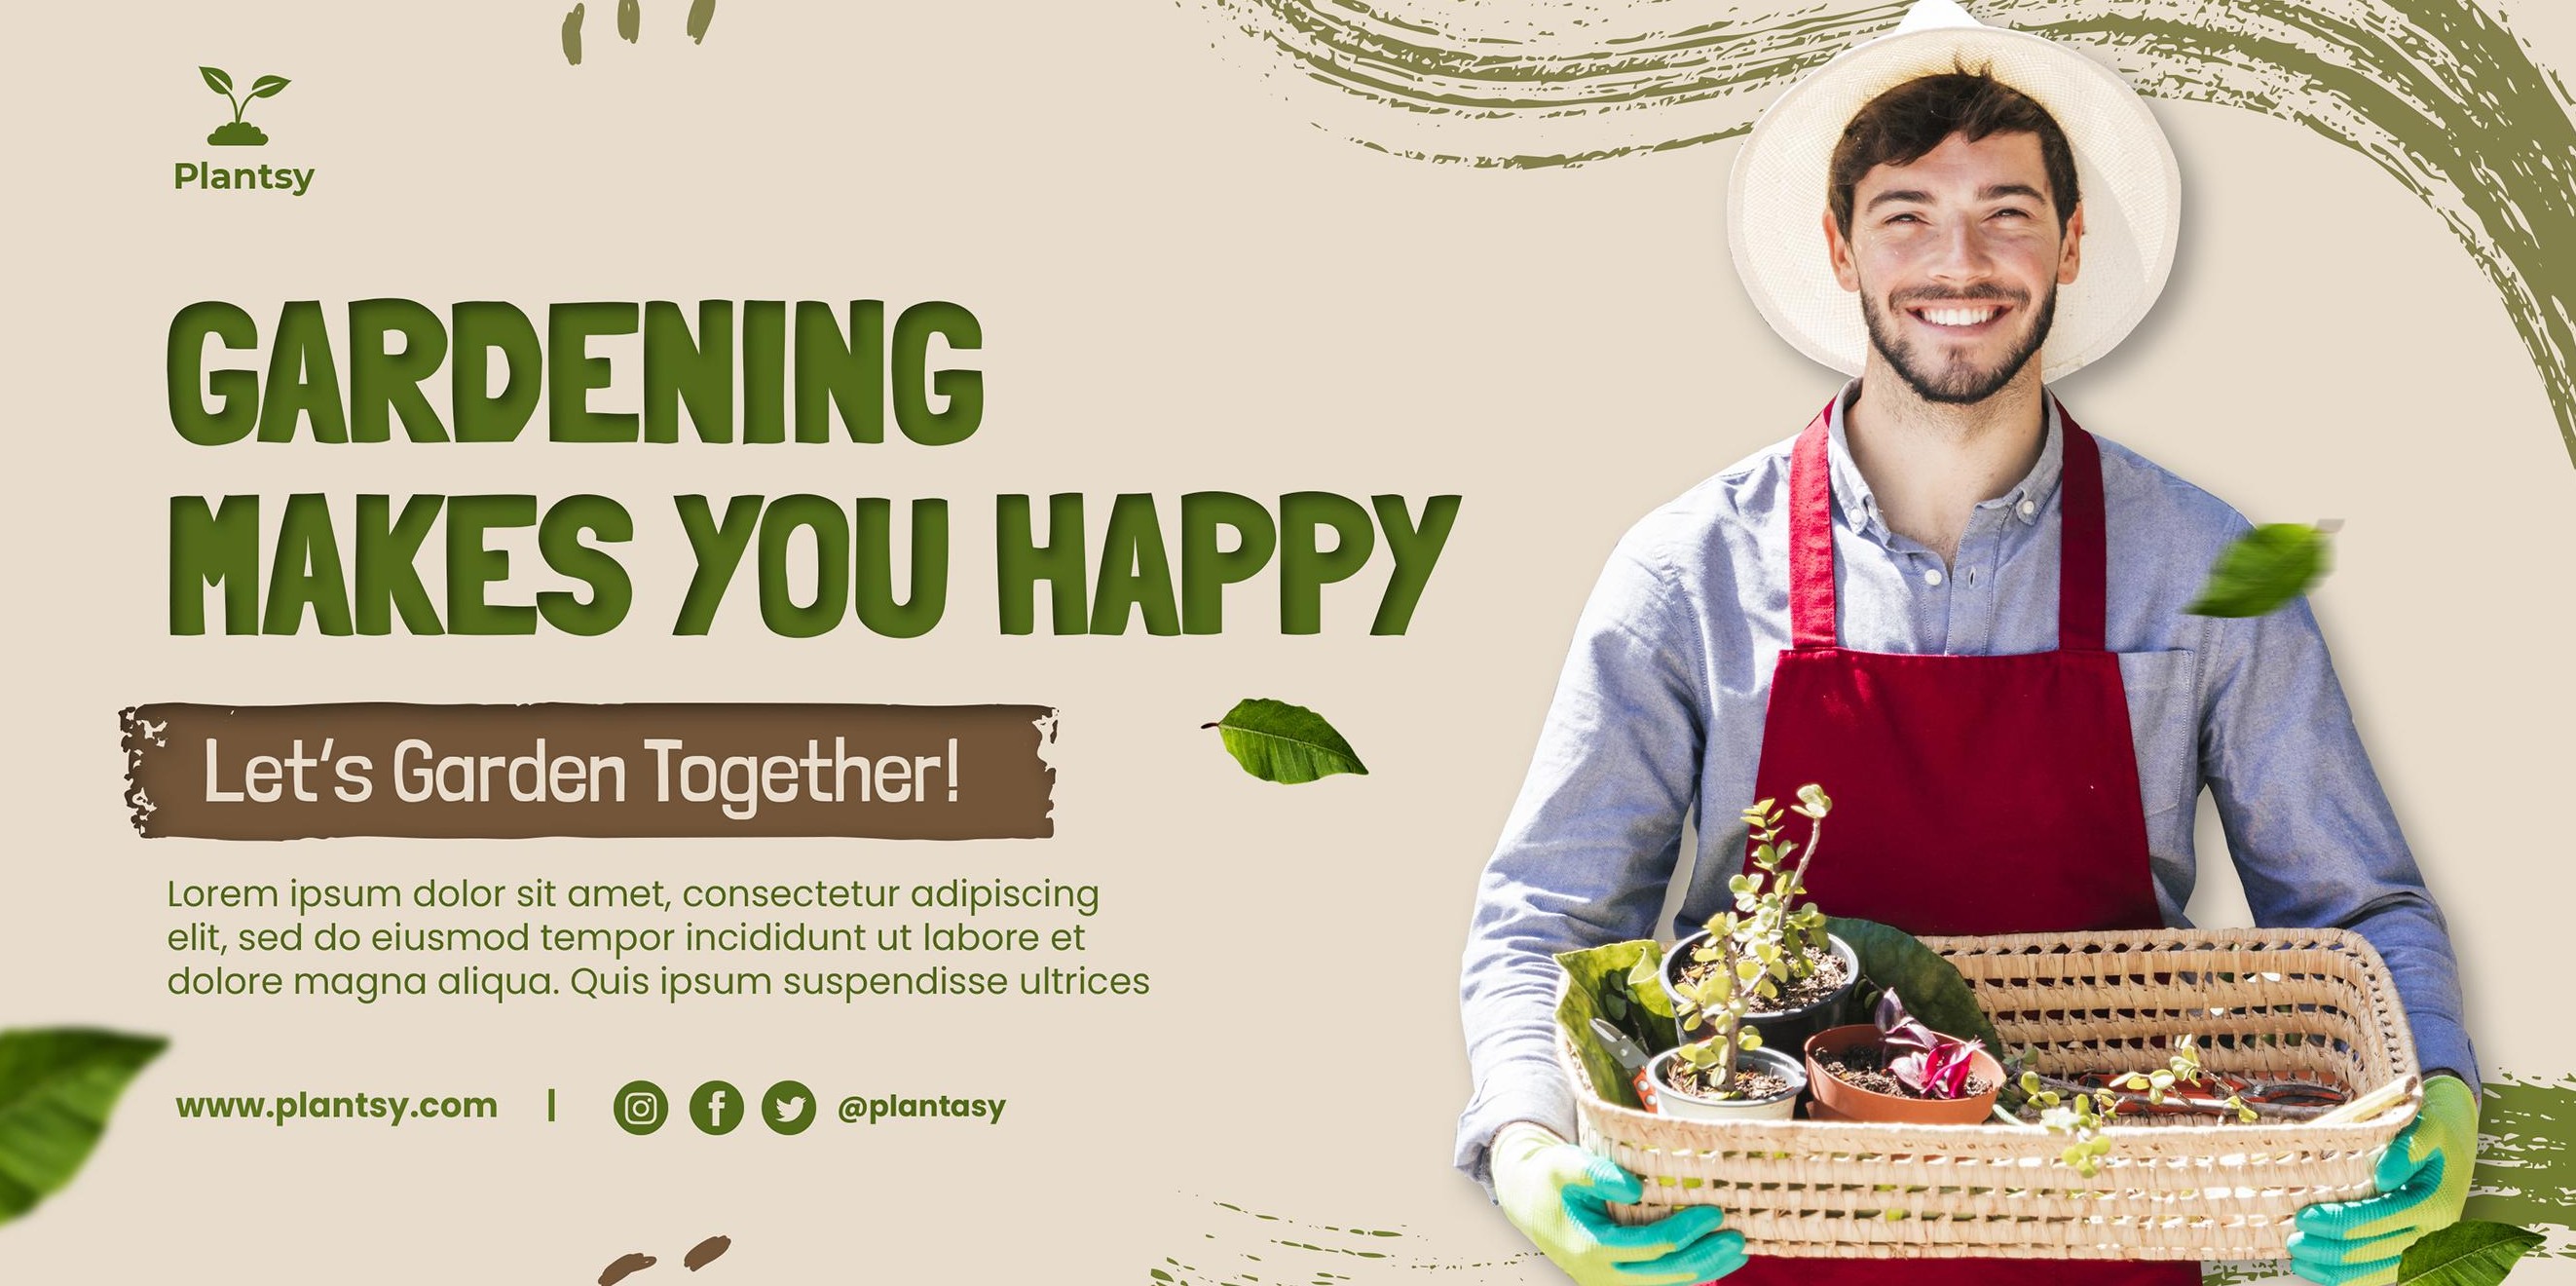 Plantsy
GARDENING
MAKES YOU HAPPY
Let's Garden Together!
Lorem ipsum dolor sit amet, consectetur adipiscing
elit, sed do eiusmod tempor incididunt ut labore et
dolore magna aliqua. Quis ipsum suspendisse ultrices
www.plantsy.com | @plantasy